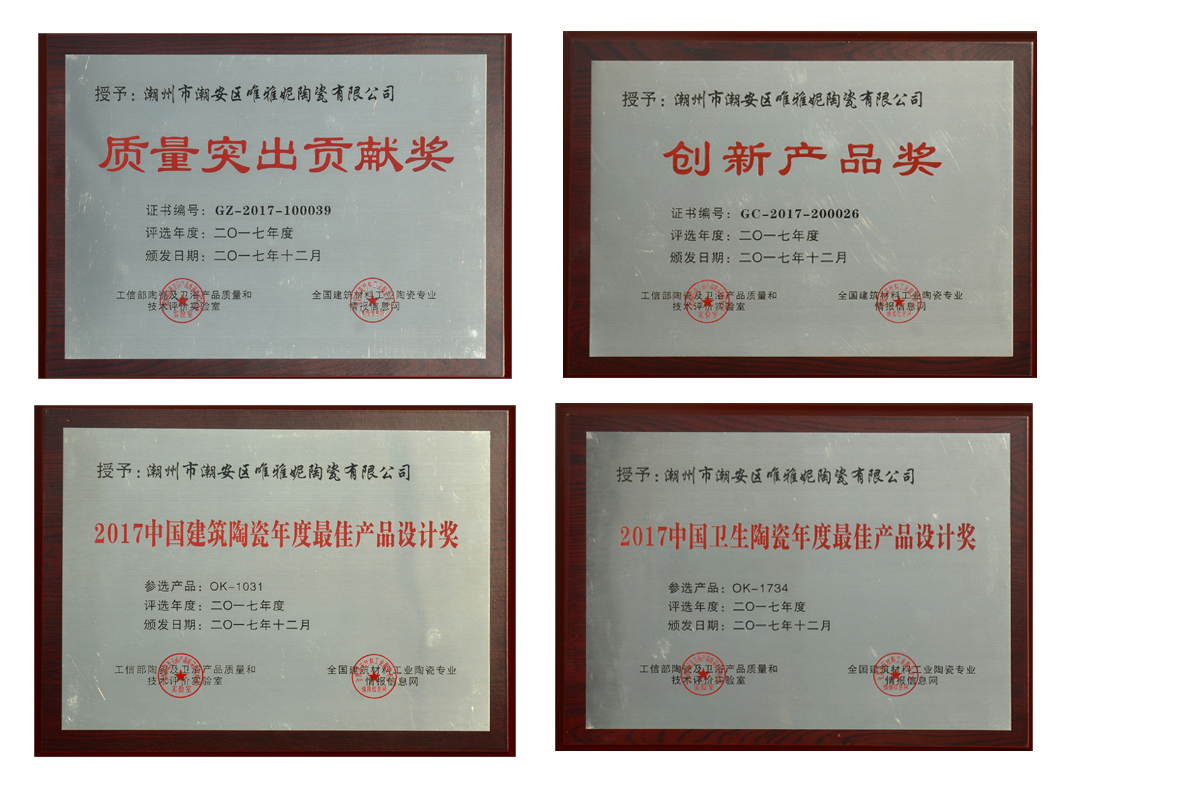 授予：潮州市潮安区唯雅妮陶瓷有限公司
质量突出贡献奖
证书编号：GZ-2017-100039
评选年度：二〇一七年度
颁发日期：二〇一七年十二月
工信部陶瓷及卫浴产品质量和
技术评价实验室
全国建筑材料工业陶瓷专业
情报信息网
授予：潮州市潮安区唯雅妮陶瓷有限公司
创新产品奖
证书编号：GC-2017-200026
评选年度：二〇一七年度
颁发日期：二〇一七年十二月
工信部陶瓷及卫浴产品质量和
技术评价实验室
全国建筑材料工业陶瓷专业
情报信息网
授予：潮州市潮安区唯雅妮陶瓷有限公司
2017中国建筑陶瓷年度最佳产品设计奖
参选产品：OK-1031
评选年度：二〇一七年度
颁发日期：二〇一七年十二月
工信部陶瓷及卫浴产品质量和
技术评价实验室
全国建筑材料工业陶瓷专业
情报信息网
授予：潮州市潮安区唯雅妮陶瓷有限公司
2017中国卫生陶瓷年度最佳产品设计奖
参选产品：OK-1734
评选年度：二〇一七年度
颁发日期：二〇一七年十二月
工信部陶瓷及卫浴产品质量和
技术评价实验室
全国建筑材料工业陶瓷专业
情报信息网